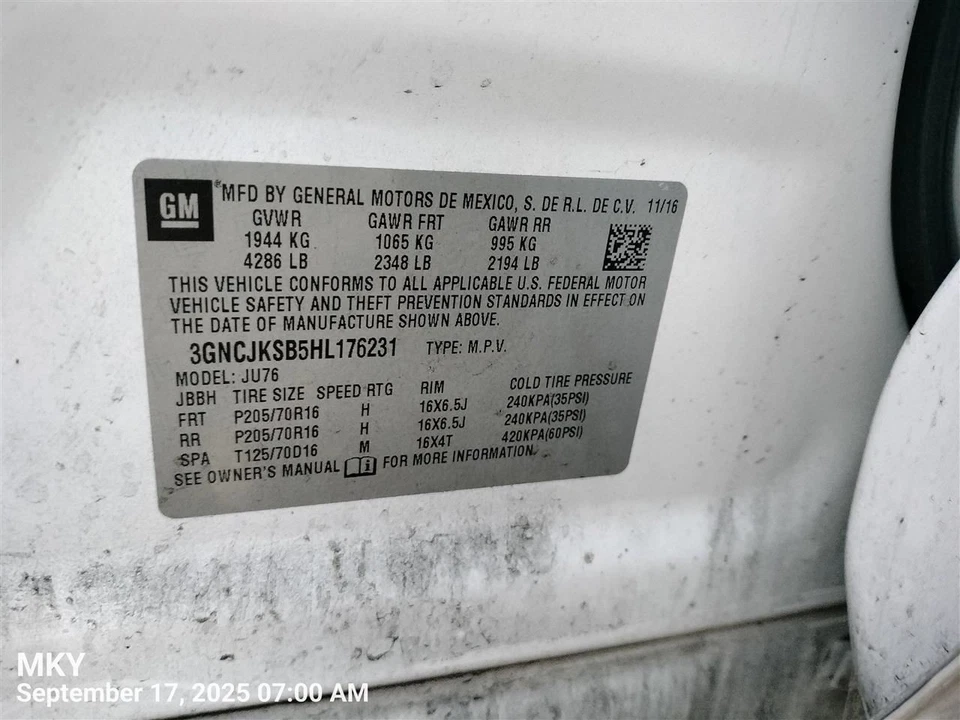 GM ® MFD BY GENERAL MOTORS DE MEXICO, S. DE R.L. DE C.V. 11/16
GVWR GAWR FRT GAWR RR
1944 KG 1065 KG 995 KG
4286 LB 2348 LB 2194 LB
THIS VEHICLE CONFORMS TO ALL APPLICABLE U.S. FEDERAL MOTOR
VEHICLE SAFETY AND THEFT PREVENTION STANDARDS IN EFFECT ON
THE DATE OF MANUFACTURE SHOWN ABOVE.
3GNCJKSB5HL176231 TYPE: M.P.V.
MODEL: JU76
JBBH TIRE SIZE SPEED RTG RIM COLD TIRE PRESSURE
FRT P205/70R16 H 16X6.5J 240KPA(35PSI)
RR P205/70R16 H 16X6.5J 240KPA(35PSI)
SPA T125/70D16 M 16X4T 420KPA(60PSI)
SEE OWNER'S MANUAL FOR MORE INFORMATION.
MKY
September 17, 2025 07:00 AM